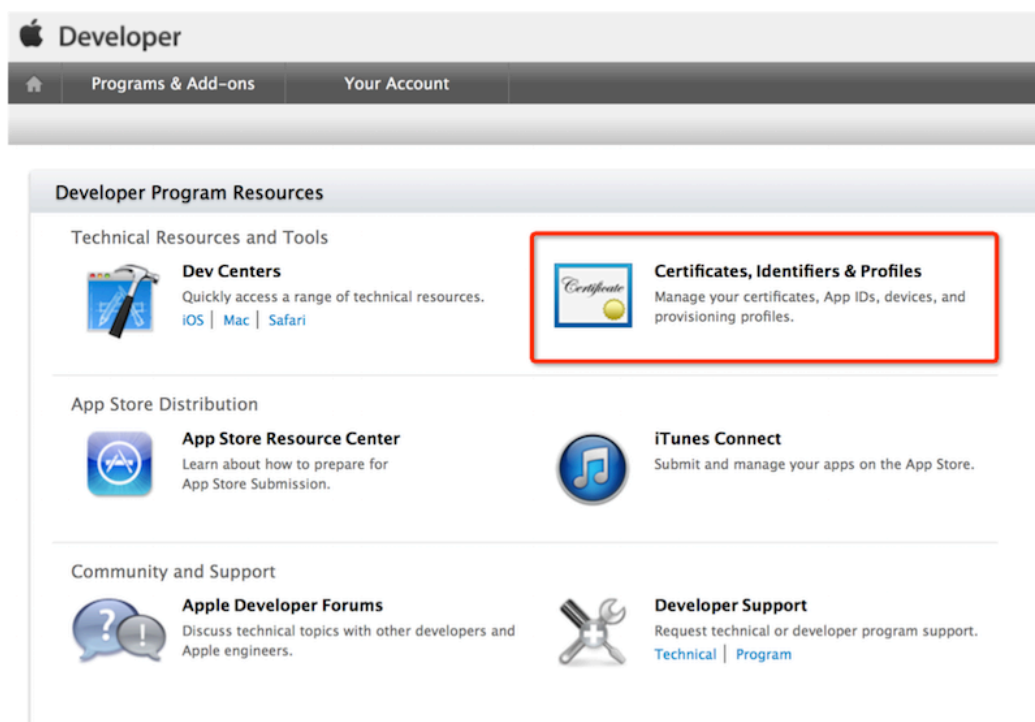 Developer
Programs & Add-ons
Your Account
Developer Program Resources
Technical Resources and Tools
Dev Centers
Quickly access a range of technical resources.
iOS | Mac | Safari
Certificate
Certificates, Identifiers & Profiles
Manage your certificates, App IDs, devices, and
provisioning profiles.
App Store Distribution
App Store Resource Center
Learn about how to prepare for
App Store Submission.
iTunes Connect
Submit and manage your apps on the App Store.
Community and Support
Apple Developer Forums
Discuss technical topics with other developers and
Apple engineers.
Developer Support
Request technical or developer program support.
Technical | Program